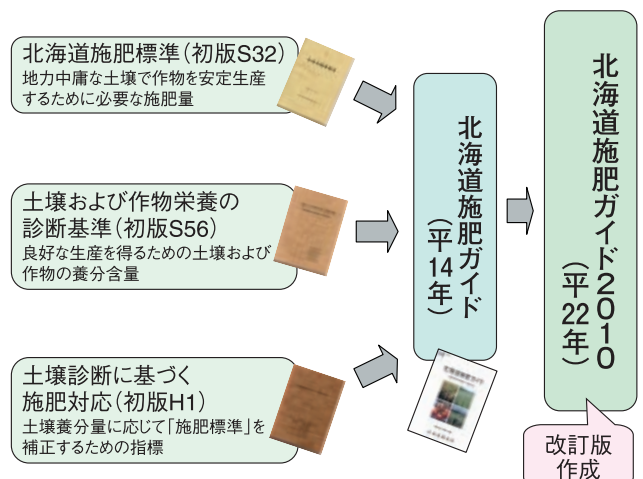 北海道施肥標準（初版S32）
地力中庸な土壌で作物を安定生産
するために必要な施肥量
土壌および作物栄養の
診断基準（初版S56）
良好な生産を得るための土壌および
作物の養分含量
土壌診断に基づく
施肥対応（初版H1）
土壌養分量に応じて「施肥標準」を
補正するための指標
北海道施肥ガイド
（平14年）
北海道施肥ガイド2010
（平22年）
改訂版
作成